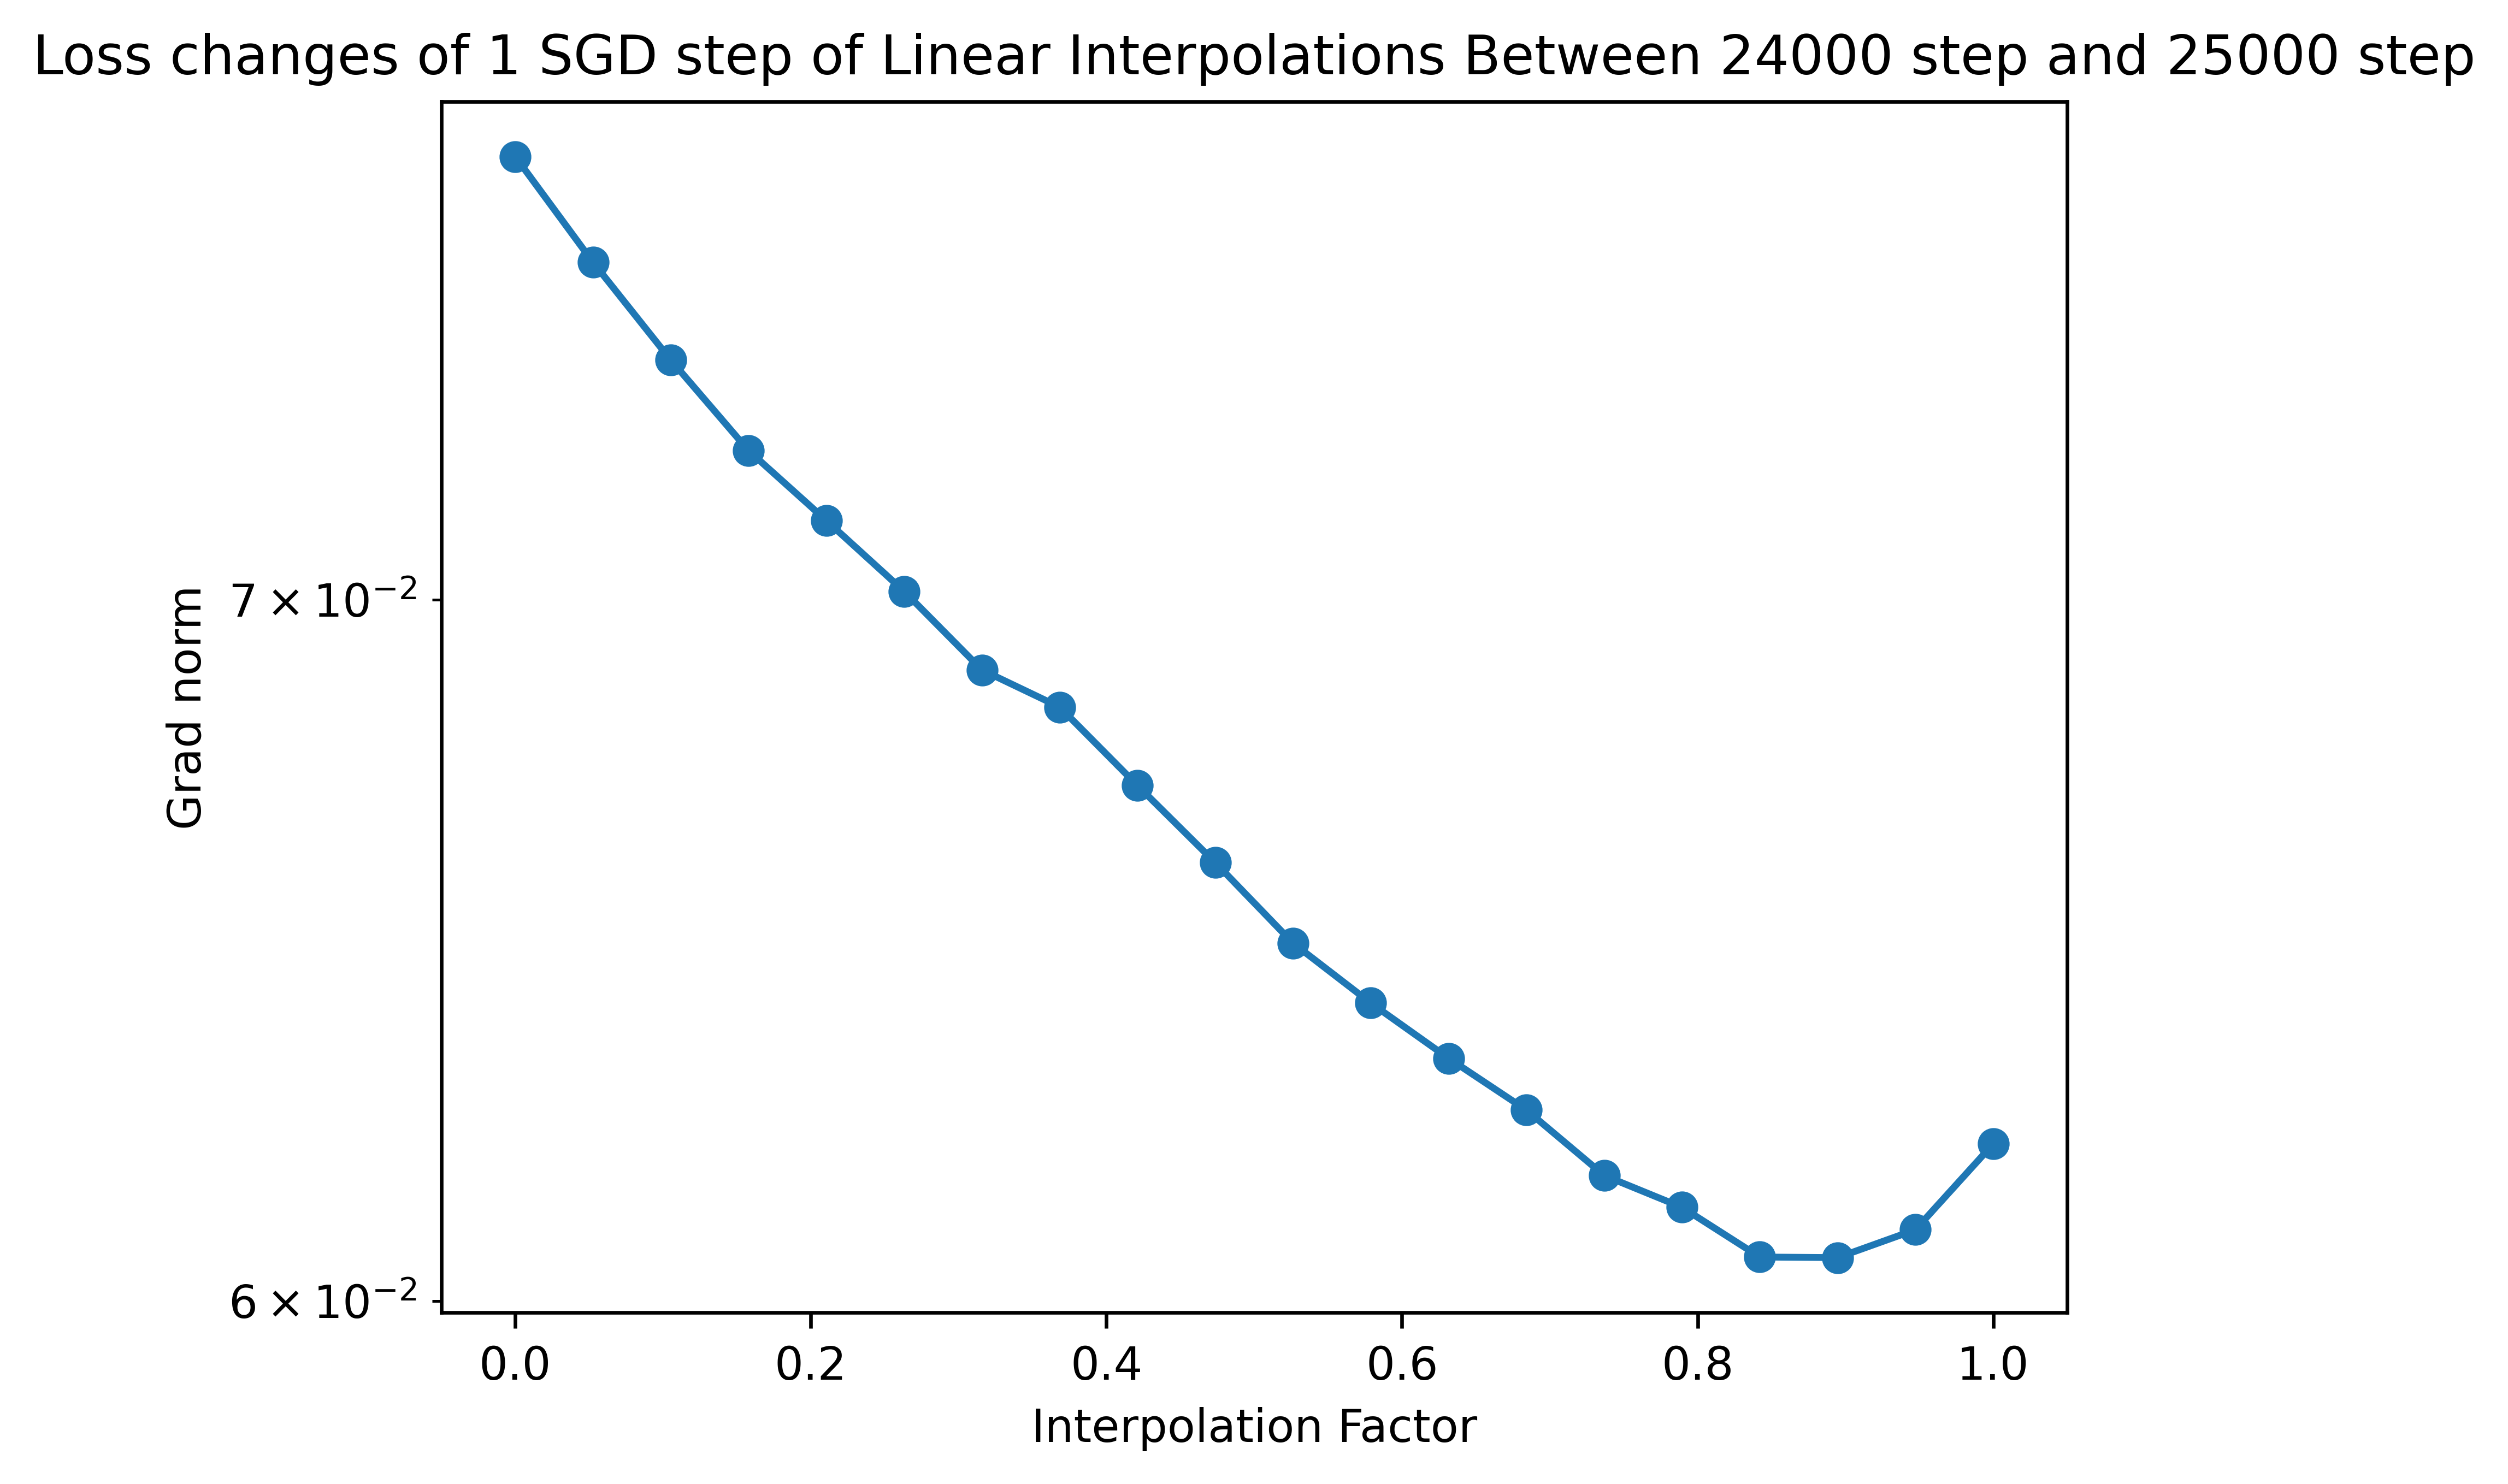 Loss changes of 1 SGD step of Linear Interpolations Between 24000 step and 25000 step
Grad norm
7 × 10⁻²
6 × 10⁻²
0.0 0.2 0.4 0.6 0.8 1.0
Interpolation Factor